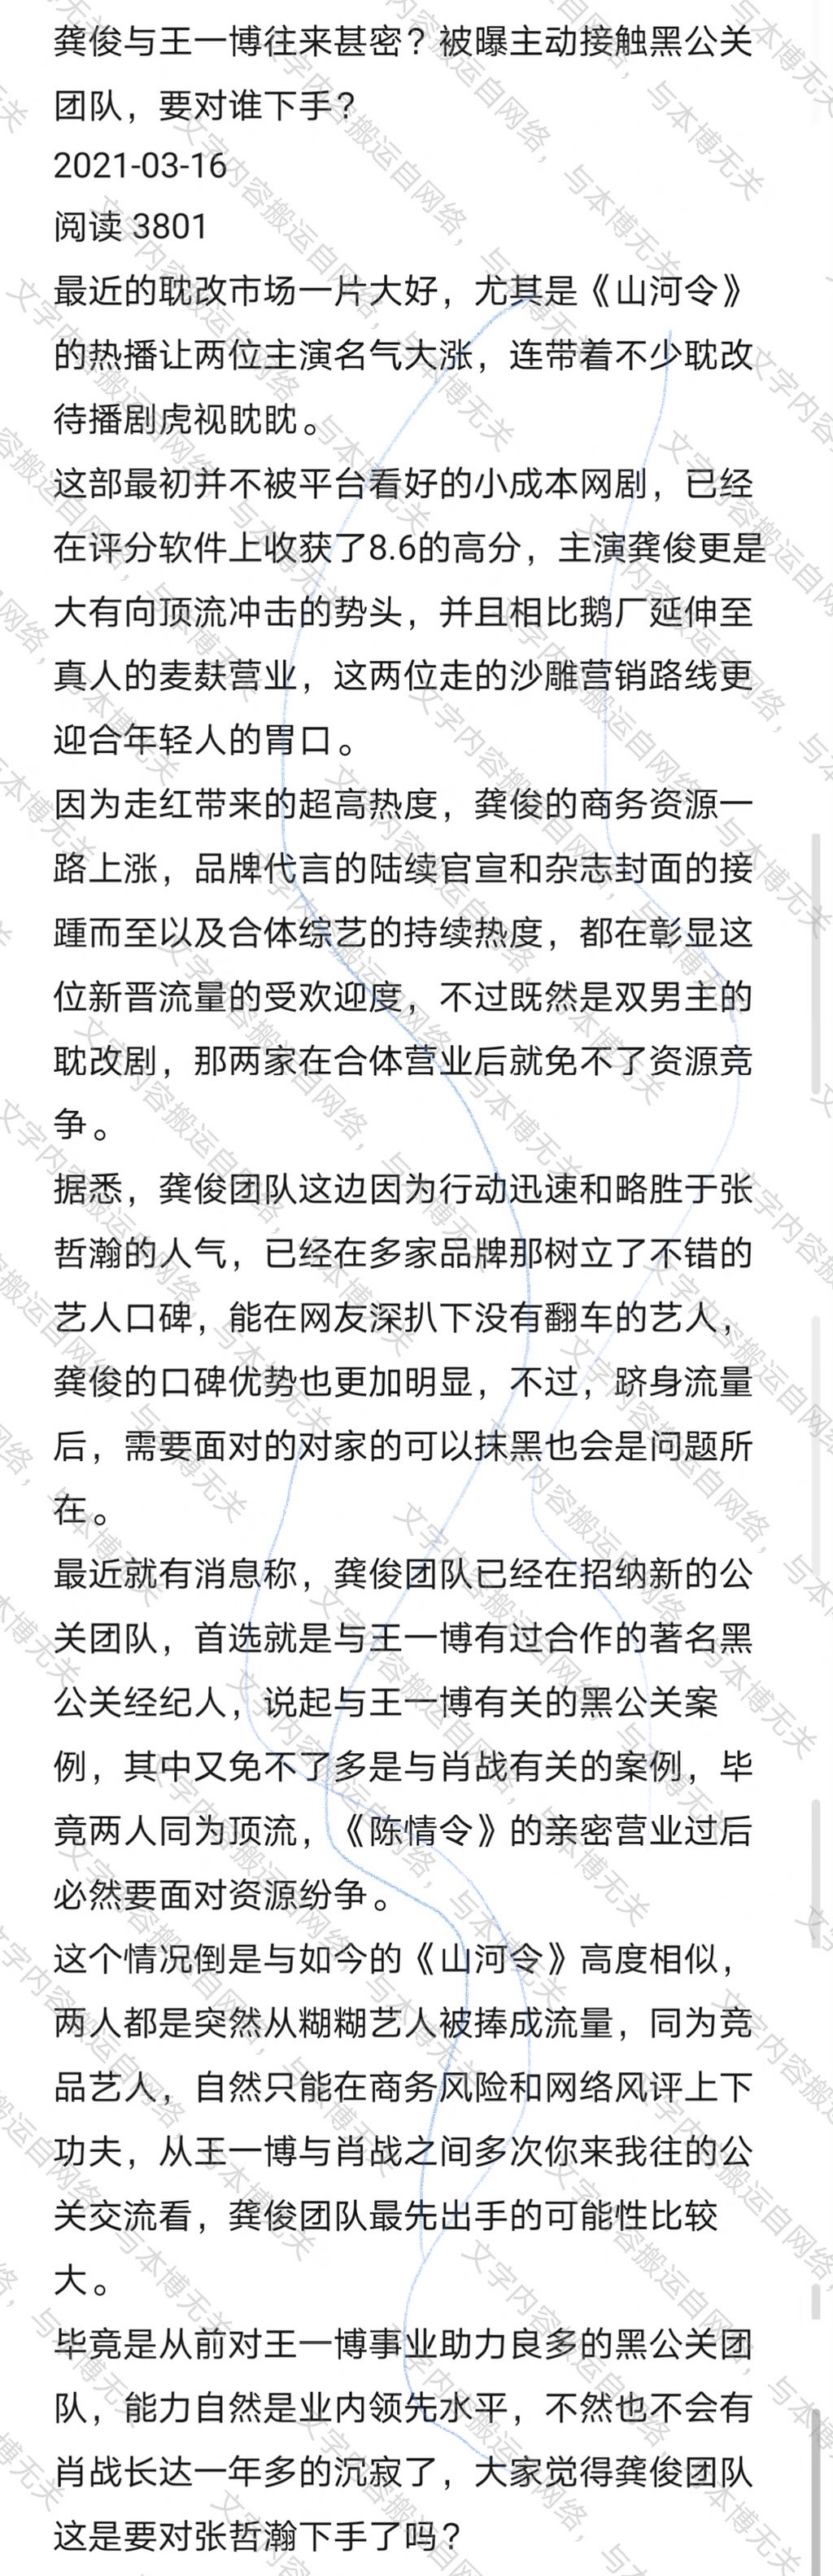 龚俊与王一博往来甚密？被曝主动接触黑公关
团队，要对谁下手？
2021-03-16
阅读 3801
最近的耽改市场一片大好，尤其是《山河令》
的热播让两位主演名气大涨，连带着不少耽改
待播剧虎视眈眈。
这部最初并不被平台看好的小成本网剧，已经
在评分软件上收获了8.6的高分，主演龚俊更是
大有向顶流冲击的势头，并且相比鹅厂延伸至
真人的麦麸营业，这两位走的沙雕营销路线更
迎合年轻人的胃口。
因为走红带来的超高热度，龚俊的商务资源一
路上涨，品牌代言的陆续官宣和杂志封面的接
踵而至以及合体综艺的持续热度，都在彰显这
位新晋流量的受欢迎度，不过既然是双男主的
耽改剧，那两家在合体营业后就免不了资源竞
争。
据悉，龚俊团队这边因为行动迅速和略胜于张
哲瀚的人气，已经在多家品牌那树立了不错的
艺人口碑，能在网友深扒下没有翻车的艺人，
龚俊的口碑优势也更加明显，不过，跻身流量
后，需要面对的对家的可以抹黑也会是问题所
在。
最近就有消息称，龚俊团队已经在招纳新的公
关团队，首选就是与王一博有过合作的著名黑
公关经纪人，说起与王一博有关的黑公关案
例，其中又免不了多是与肖战有关的案例，毕
竟两人同为顶流，《陈情令》的亲密营业过后
必然要面对资源纷争。
这个情况倒是与如今的《山河令》高度相似，
两人都是突然从糊糊艺人被捧成流量，同为竞
品艺人，自然只能在商务风险和网络风评上下
功夫，从王一博与肖战之间多次你来我往的公
关交流看，龚俊团队最先出手的可能性比较
大。
毕竟是从前对王一博事业助力良多的黑公关团
队，能力自然是业内领先水平，不然也不会有
肖战长达一年多的沉寂了，大家觉得龚俊团队
这是要对张哲瀚下手了吗？
文字内容搬运自网络，与本博无关